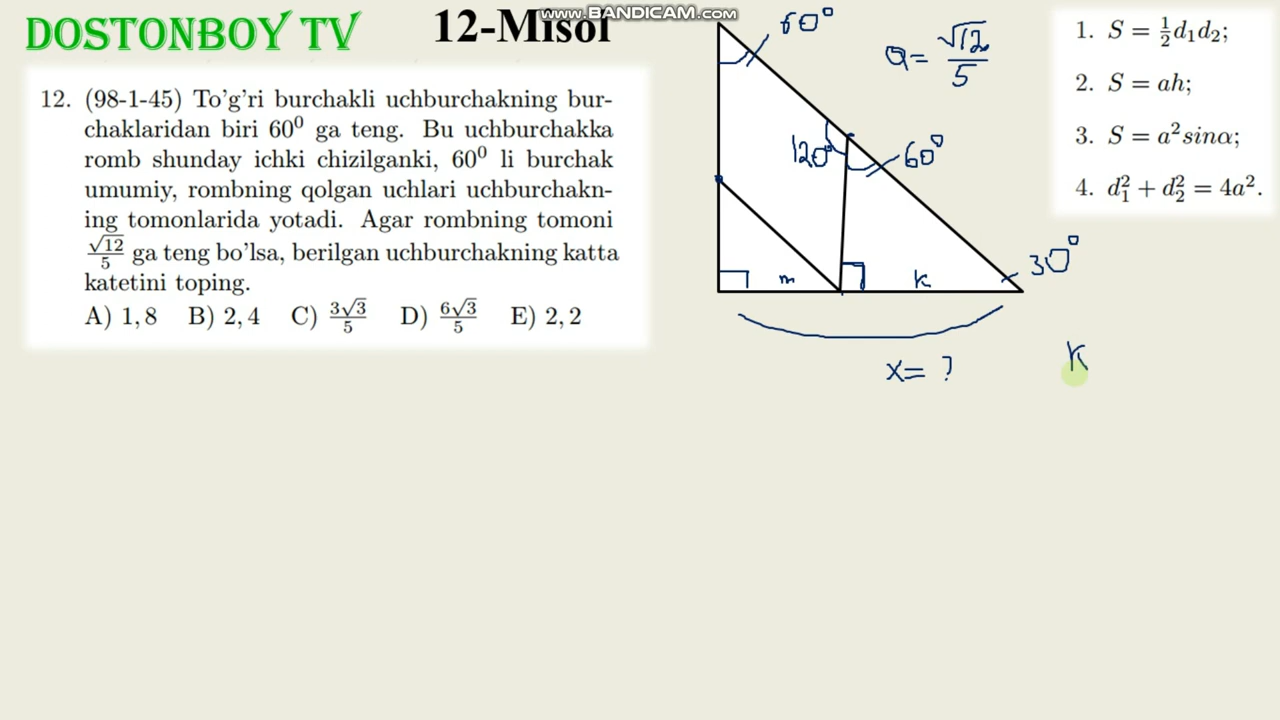 www.BANDICAM.com
DOSTONBOY TV
12-Misol
12. (98-1-45) To'g'ri burchakli uchburchakning bur-
chaklaridan biri 60⁰ ga teng. Bu uchburchakka
romb shunday ichki chizilganki, 60⁰ li burchak
umumiy, rombning qolgan uchlari uchburchakn-
ing tomonlarida yotadi. Agar rombning tomoni
√12/5 ga teng bo'lsa, berilgan uchburchakning katta
katetini toping.
A) 1,8 B) 2,4 C) 3√3/5 D) 6√3/5 E) 2,2
60°
a = √12/5
120°
60°
30°
m
k
x = ?
k
1. S = ½d₁d₂;
2. S = ah;
3. S = a²sinα;
4. d₁² + d₂² = 4a².